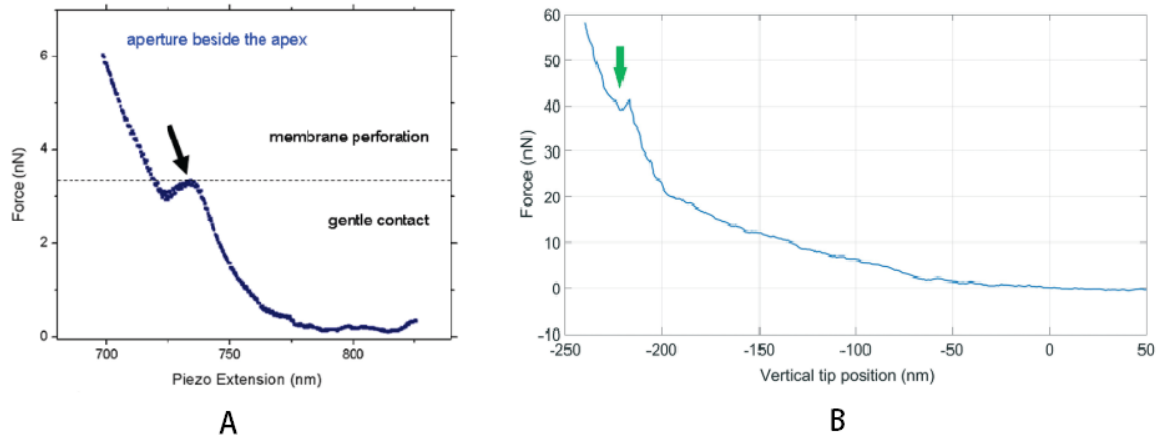 aperture beside the apex
membrane perforation
gentle contact
Force (nN)
6
4
2
0
700
750
800
Piezo Extension (nm)
A
Force (nN)
60
50
40
30
20
10
0
-10
-250
-200
-150
-100
-50
0
50
Vertical tip position (nm)
B